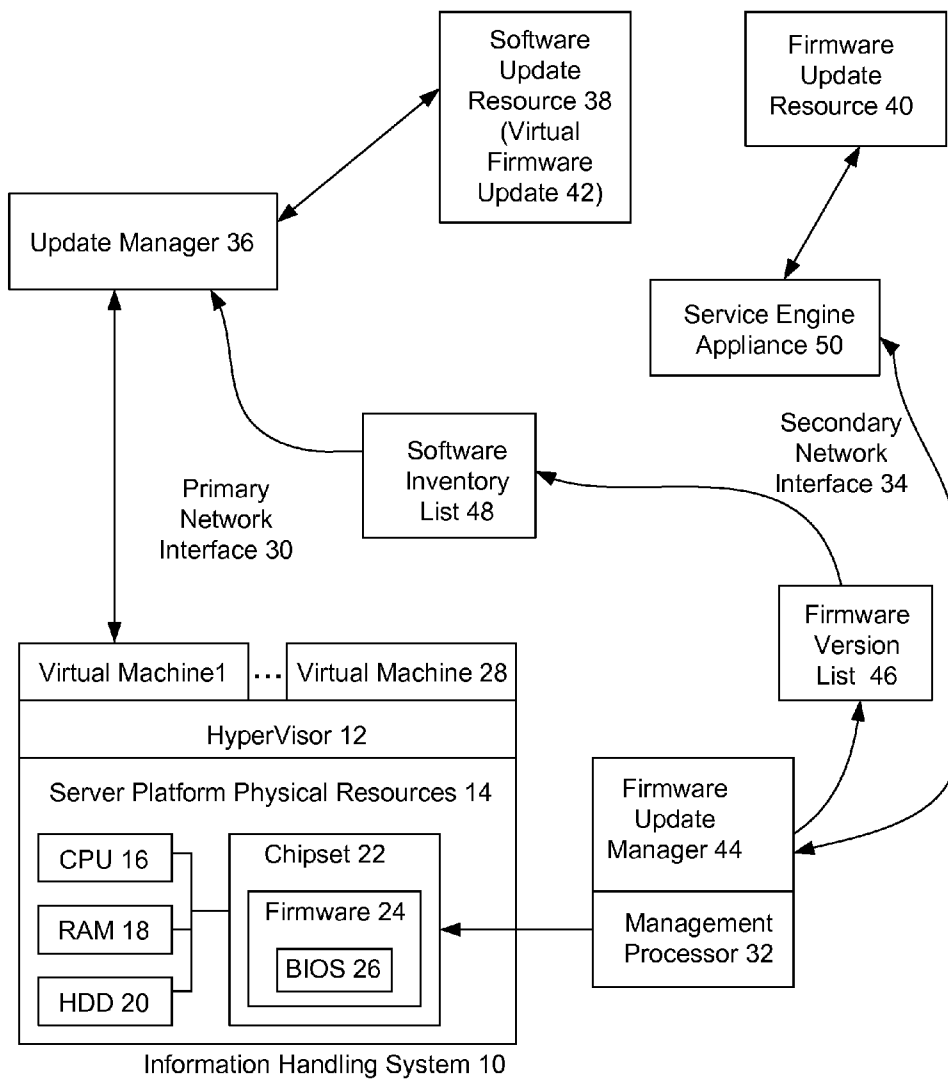 Software
Update
Resource 38
(Virtual
Firmware
Update 42)
Firmware
Update
Resource 40
Update Manager 36
Service Engine
Appliance 50
Secondary
Network
Interface 34
Software
Inventory
List 48
Primary
Network
Interface 30
Firmware
Version
List 46
Virtual Machine1
...
Virtual Machine 28
HyperVisor 12
Server Platform Physical Resources 14
CPU 16
RAM 18
HDD 20
Chipset 22
Firmware 24
BIOS 26
Firmware
Update
Manager 44
Management
Processor 32
Information Handling System 10